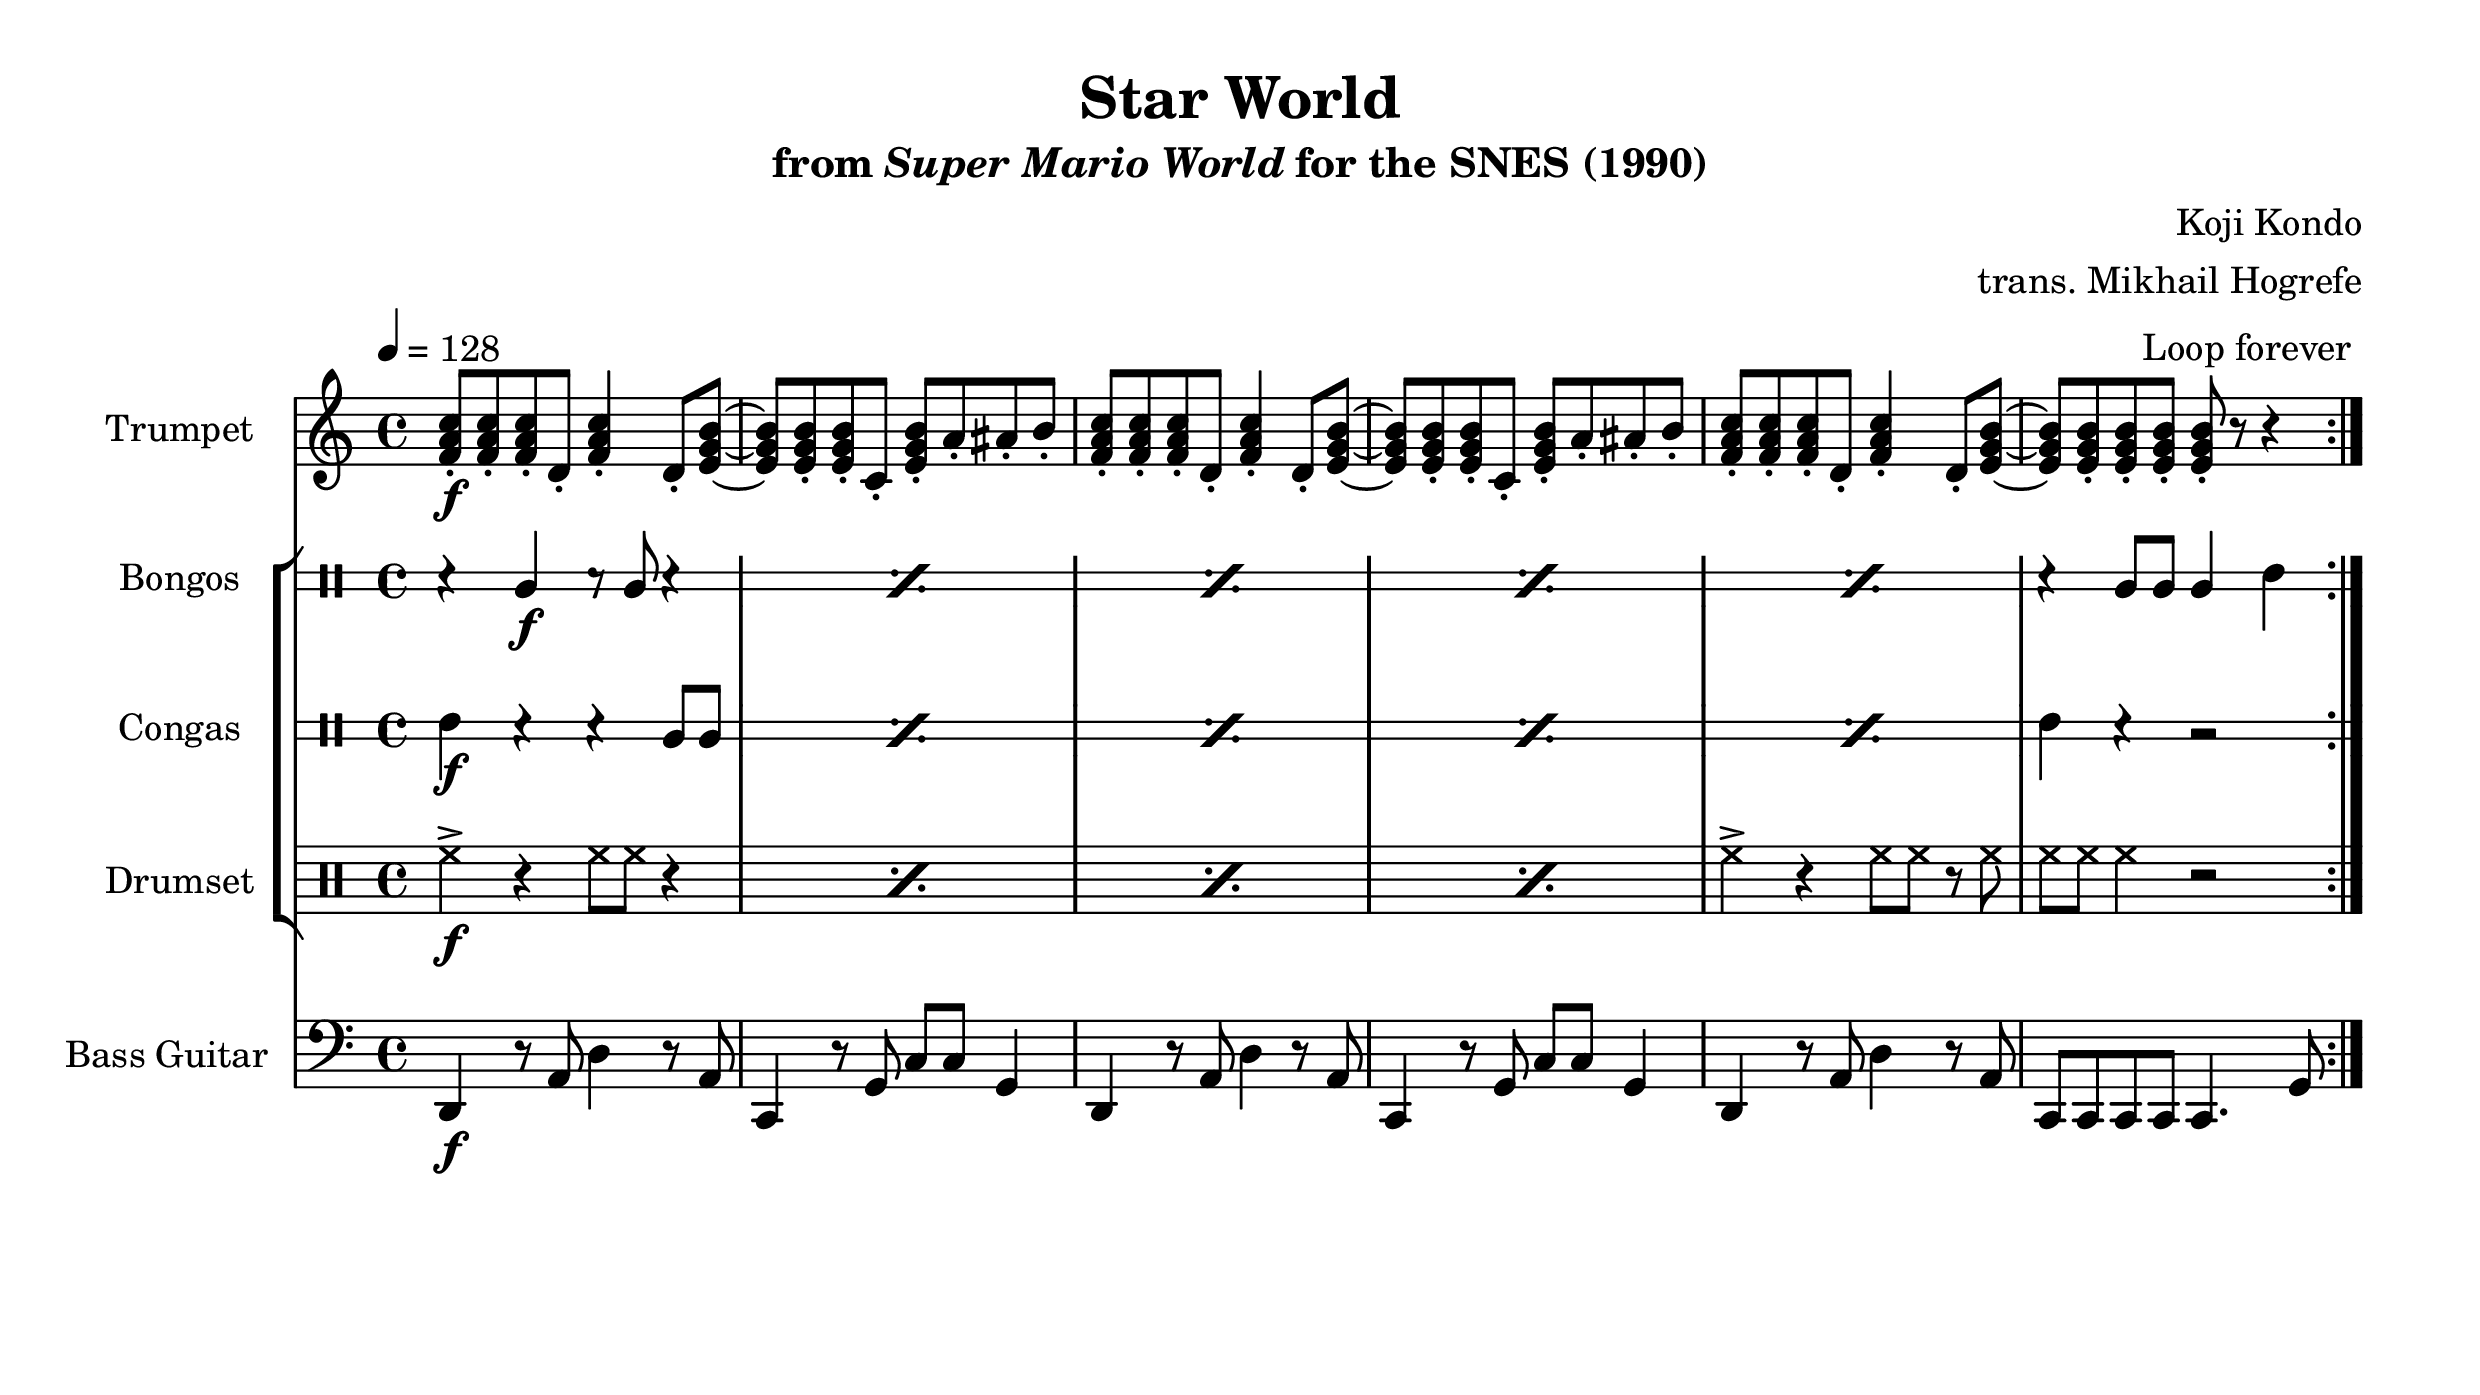 Star World
from Super Mario World for the SNES (1990)
Koji Kondo
trans. Mikhail Hogrefe
= 128
Loop forever
Trumpet
f
Bongos
f
Congas
f
Drumset
f
Bass Guitar
f